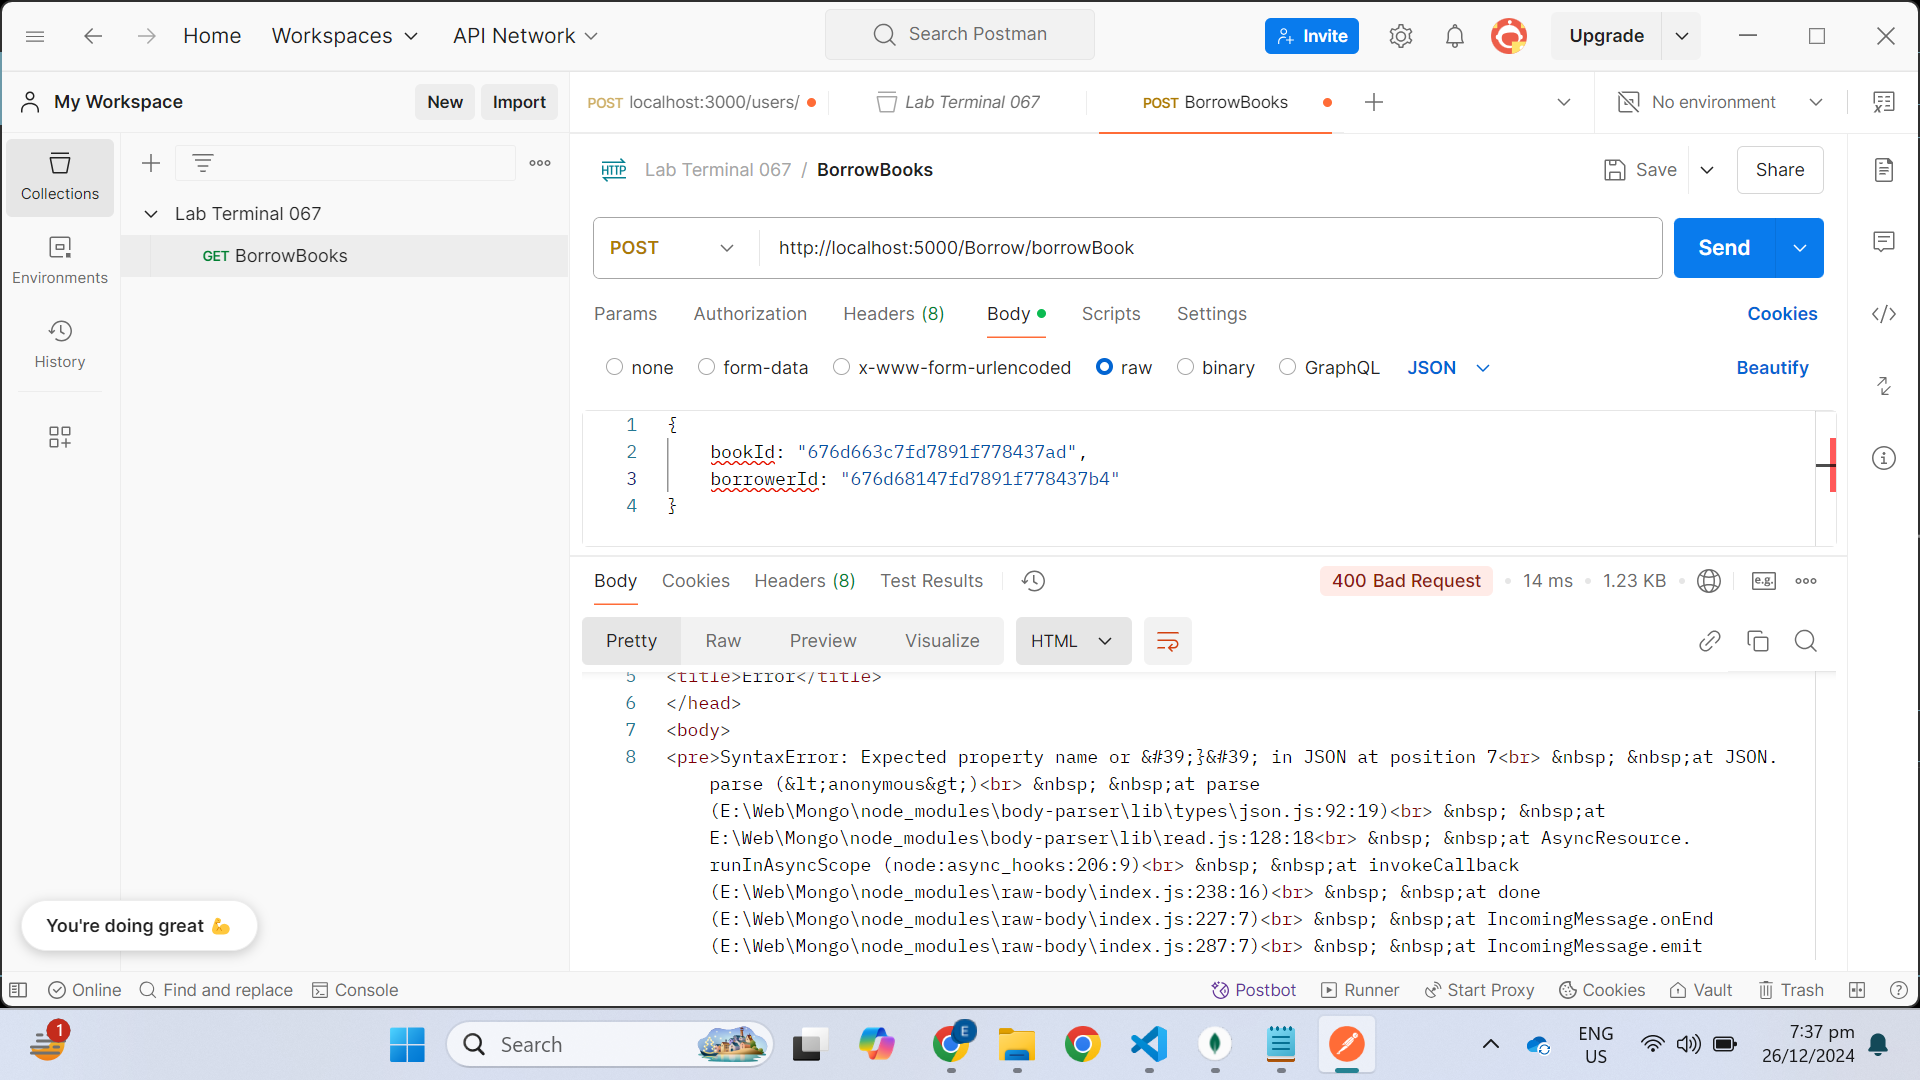 Home
Workspaces
API Network
Search Postman
Invite
Upgrade
My Workspace
New
Import
POST localhost:3000/users/
Lab Terminal 067
POST BorrowBooks
No environment
Collections
Environments
History
Lab Terminal 067
GET BorrowBooks
HTTP
Lab Terminal 067 / BorrowBooks
Save
Share
POST
http://localhost:5000/Borrow/borrowBook
Send
Params
Authorization
Headers (8)
Body
Scripts
Settings
Cookies
none
form-data
x-www-form-urlencoded
raw
binary
GraphQL
JSON
Beautify
1 {
2 bookId: "676d663c7fd7891f778437ad",
3 borrowerId: "676d68147fd7891f778437b4"
4 }
Body
Cookies
Headers (8)
Test Results
400 Bad Request
14 ms
1.23 KB
e.g.
Pretty
Raw
Preview
Visualize
HTML
5 <title>Error</title>
6 </head>
7 <body>
8 <pre>SyntaxError: Expected property name or &#39;}&#39; in JSON at position 7<br> &nbsp; &nbsp;at JSON.
parse (&lt;anonymous&gt;)<br> &nbsp; &nbsp;at parse
(E:\Web\Mongo\node_modules\body-parser\lib\types\json.js:92:19)<br> &nbsp; &nbsp;at
E:\Web\Mongo\node_modules\body-parser\lib\read.js:128:18<br> &nbsp; &nbsp;at AsyncResource.
runInAsyncScope (node:async_hooks:206:9)<br> &nbsp; &nbsp;at invokeCallback
(E:\Web\Mongo\node_modules\raw-body\index.js:238:16)<br> &nbsp; &nbsp;at done
(E:\Web\Mongo\node_modules\raw-body\index.js:227:7)<br> &nbsp; &nbsp;at IncomingMessage.onEnd
(E:\Web\Mongo\node_modules\raw-body\index.js:287:7)<br> &nbsp; &nbsp;at IncomingMessage.emit
You're doing great 💪
Online
Find and replace
Console
Postbot
Runner
Start Proxy
Cookies
Vault
Trash
1
Search
E
ENG
US
7:37 pm
26/12/2024